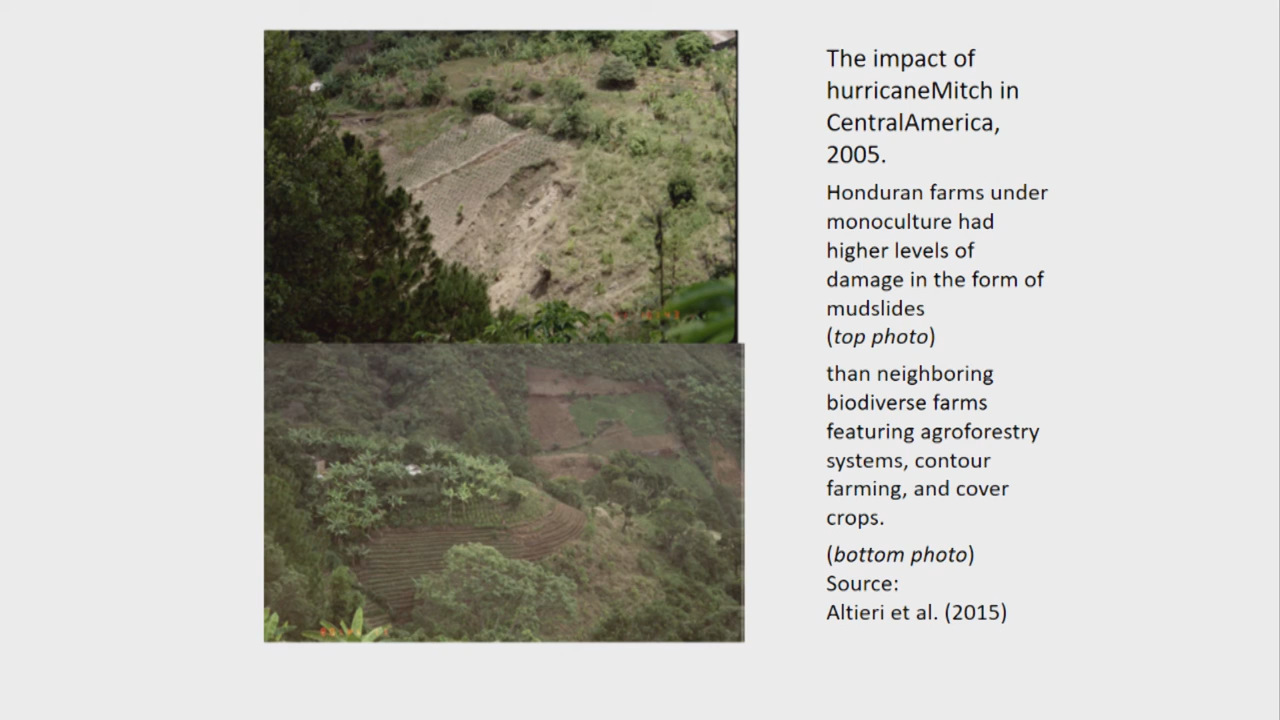 The impact of
hurricaneMitch in
CentralAmerica,
2005.
Honduran farms under
monoculture had
higher levels of
damage in the form of
mudslides
(top photo)
than neighboring
biodiverse farms
featuring agroforestry
systems, contour
farming, and cover
crops.
(bottom photo)
Source:
Altieri et al. (2015)